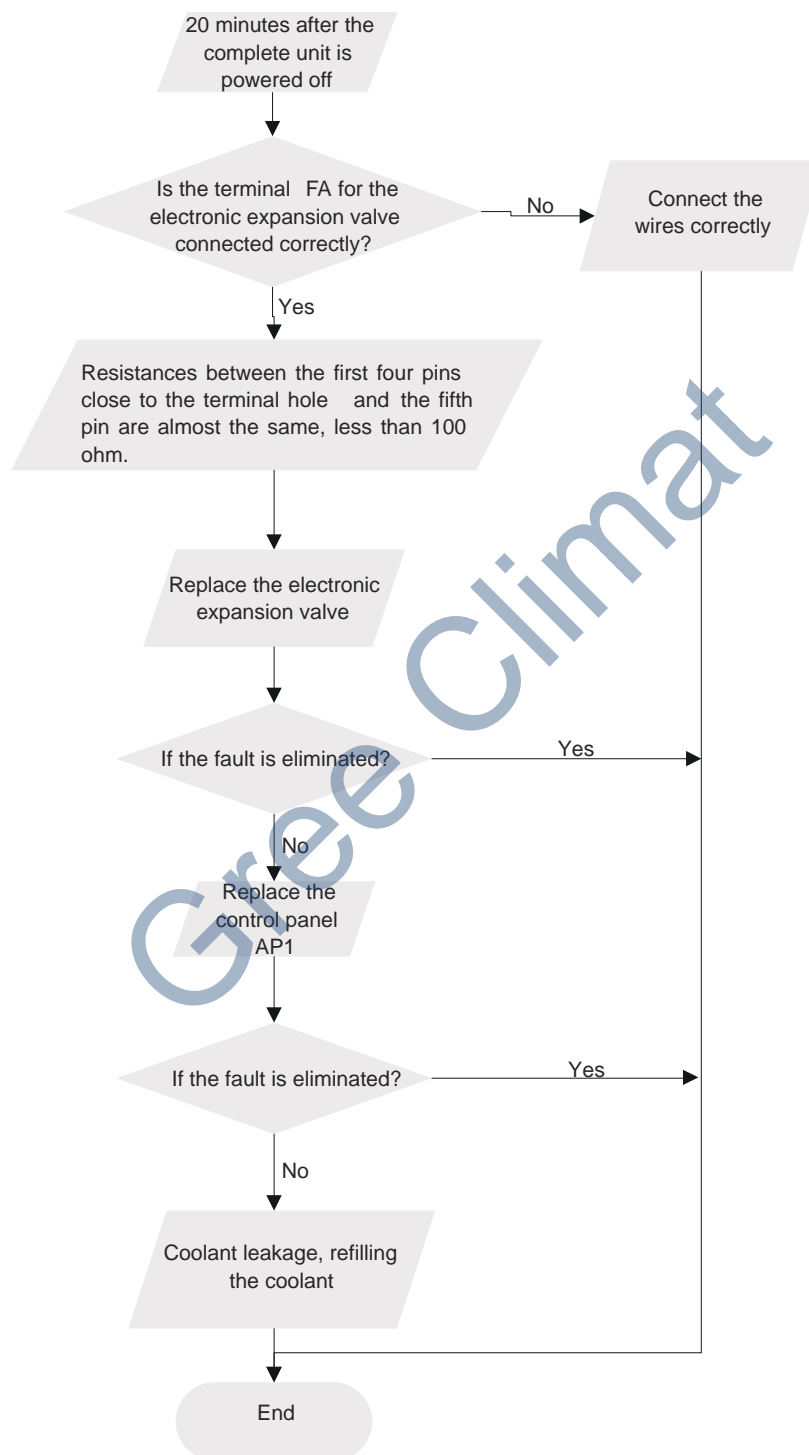 20 minutes after the
complete unit is
powered off
Is the terminal FA for the
electronic expansion valve
connected correctly?
No
Connect the
wires correctly
Yes
Resistances between the first four pins
close to the terminal hole and the fifth
pin are almost the same, less than 100
ohm.
Replace the electronic
expansion valve
If the fault is eliminated?
Yes
No
Replace the
control panel
AP1
If the fault is eliminated?
Yes
No
Coolant leakage, refilling
the coolant
End
Gree Climat